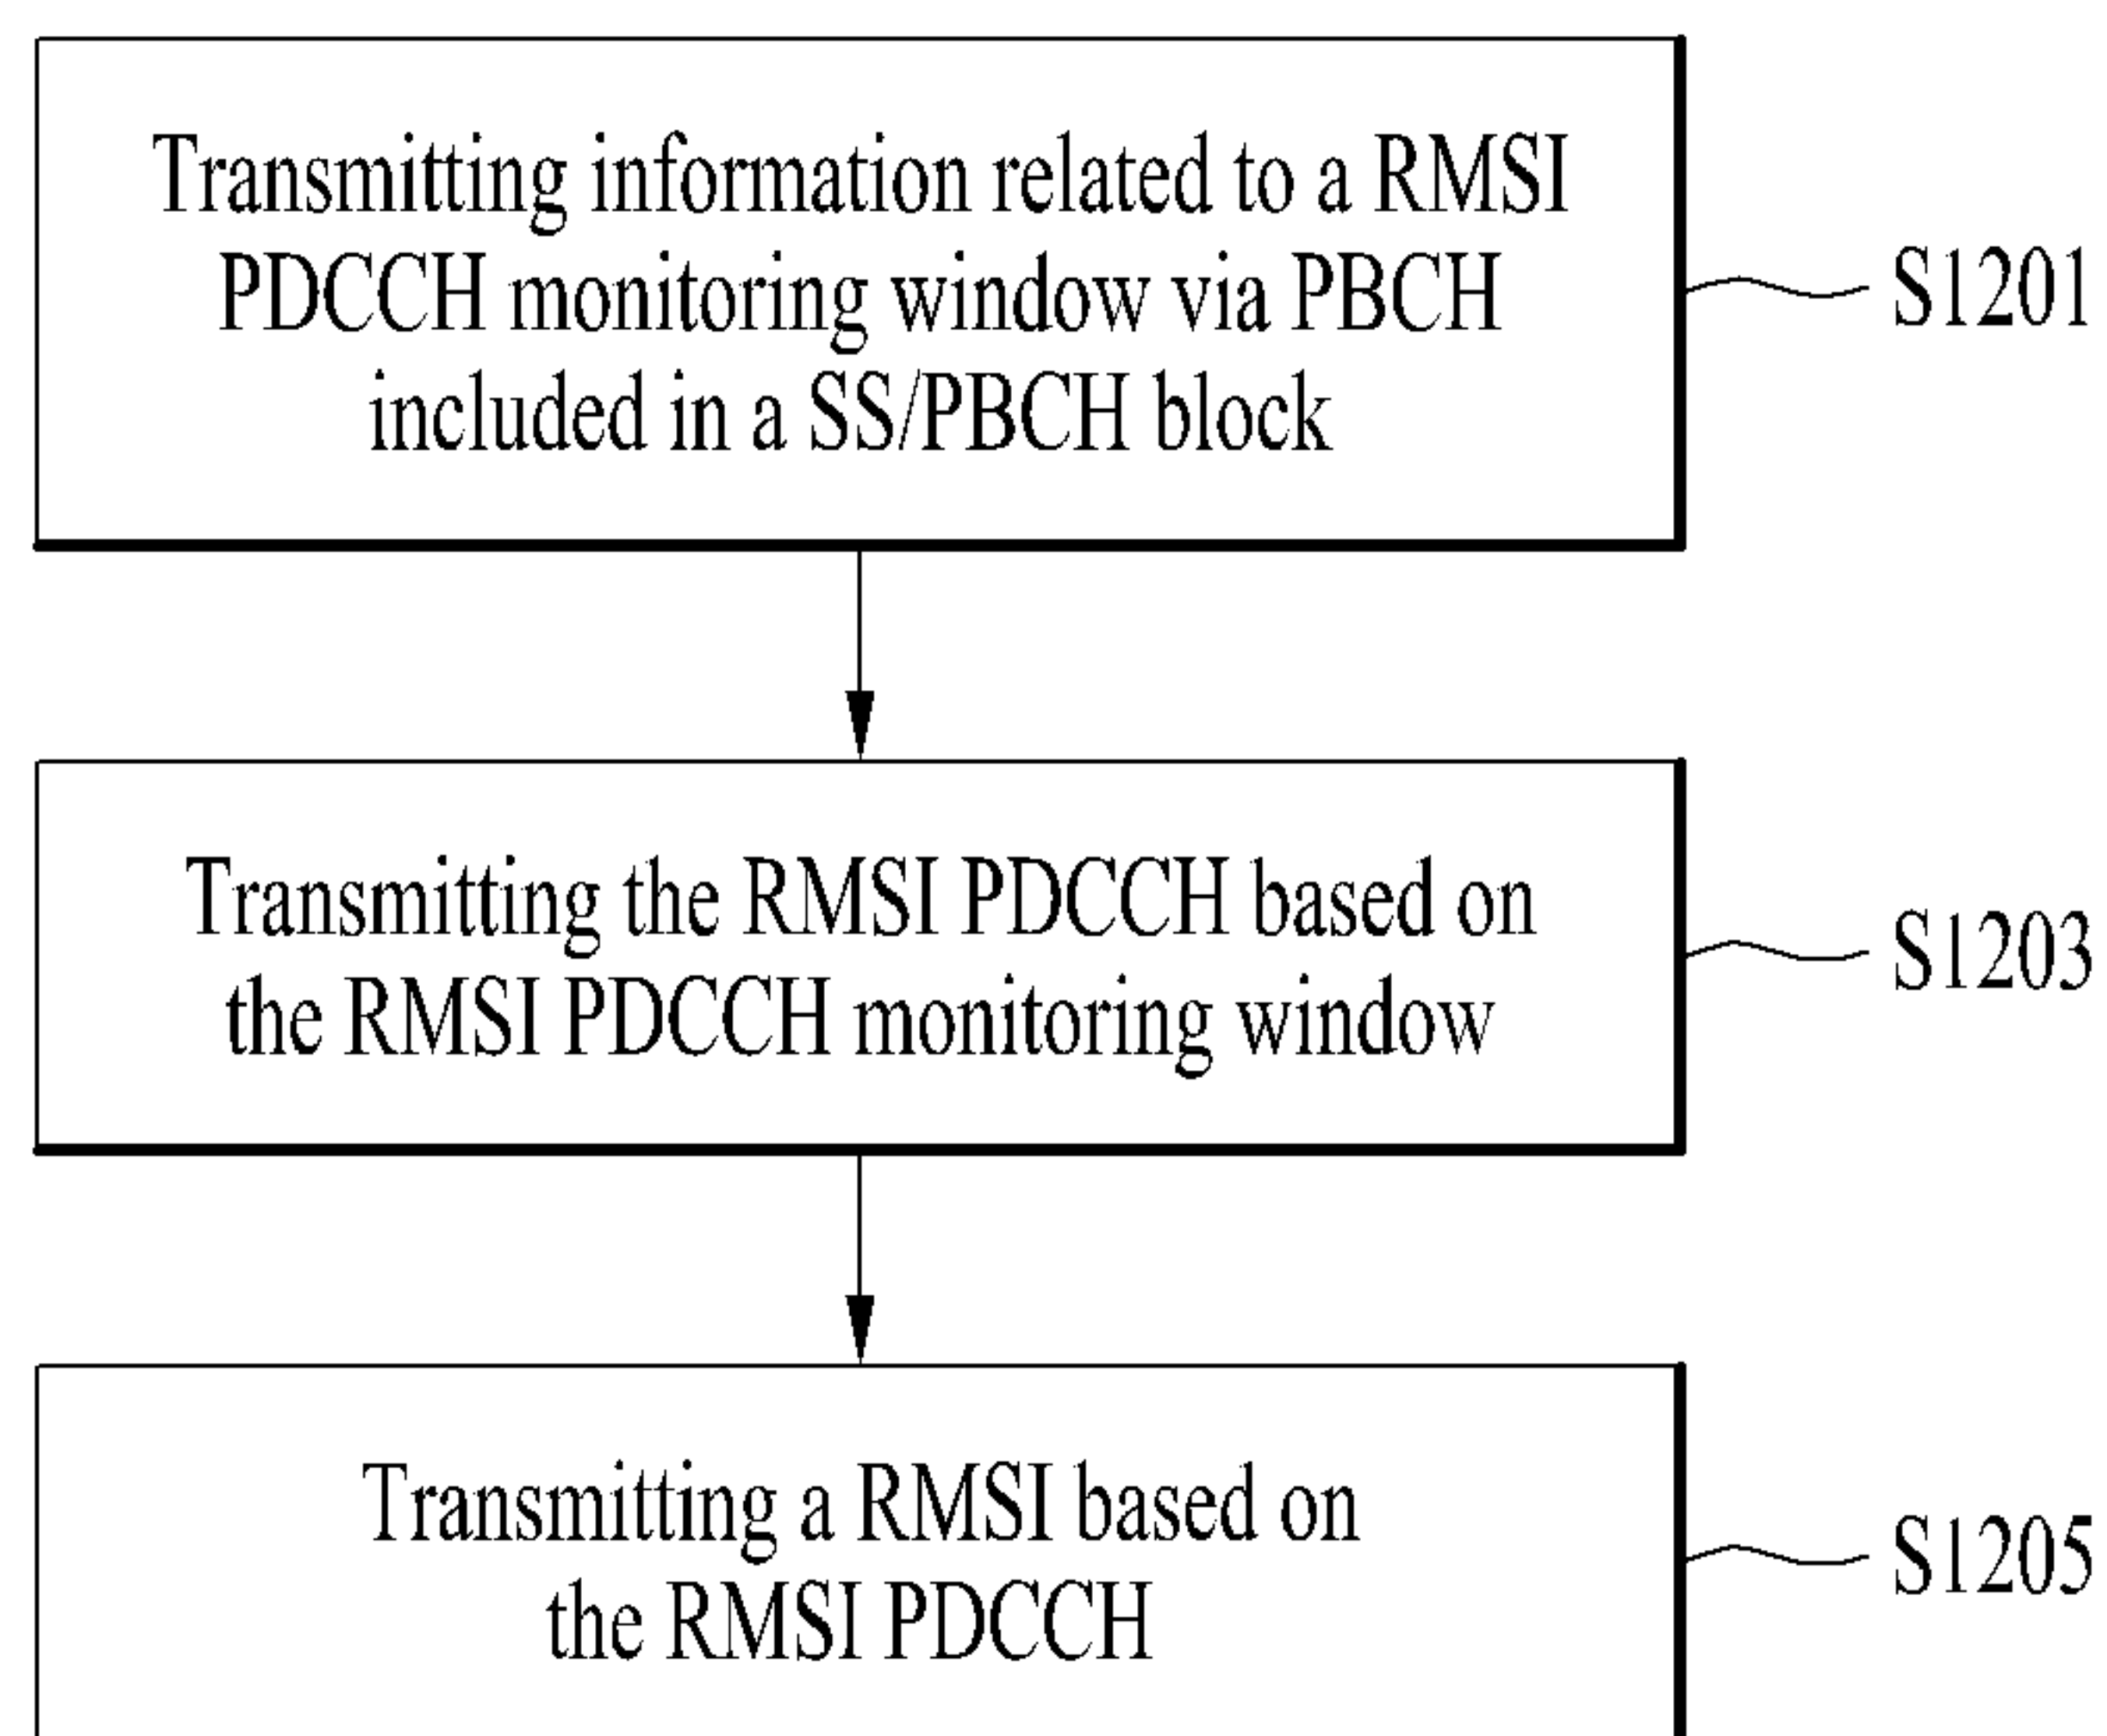 Transmitting information related to a RMSI
PDCCH monitoring window via PBCH
included in a SS/PBCH block
S1201
Transmitting the RMSI PDCCH based on
the RMSI PDCCH monitoring window
S1203
Transmitting a RMSI based on
the RMSI PDCCH
S1205